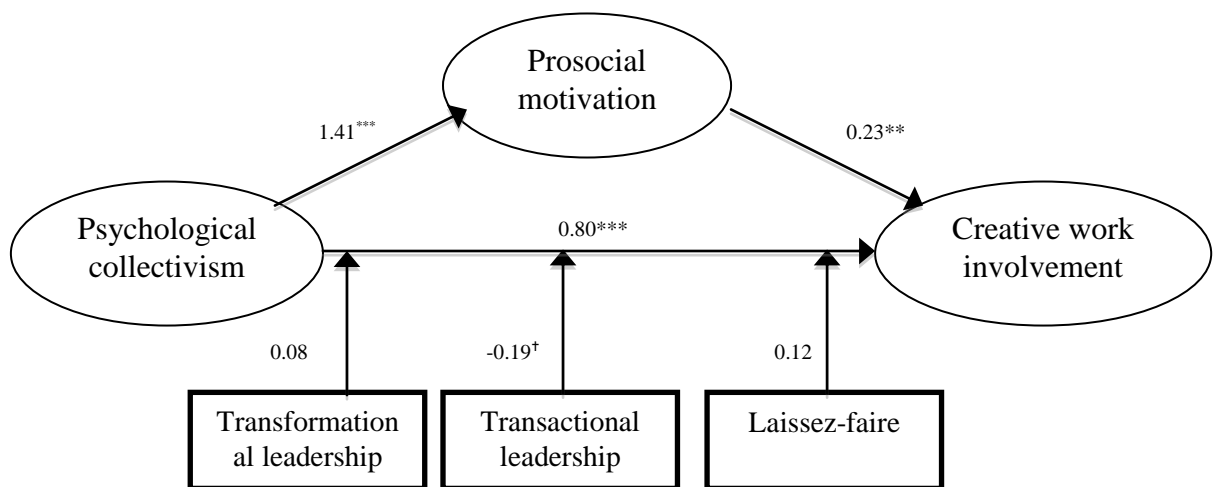 Prosocial
motivation
1.41***
0.23**
Psychological
collectivism
0.80***
Creative work
involvement
0.08
-0.19†
0.12
Transformation
al leadership
Transactional
leadership
Laissez-faire